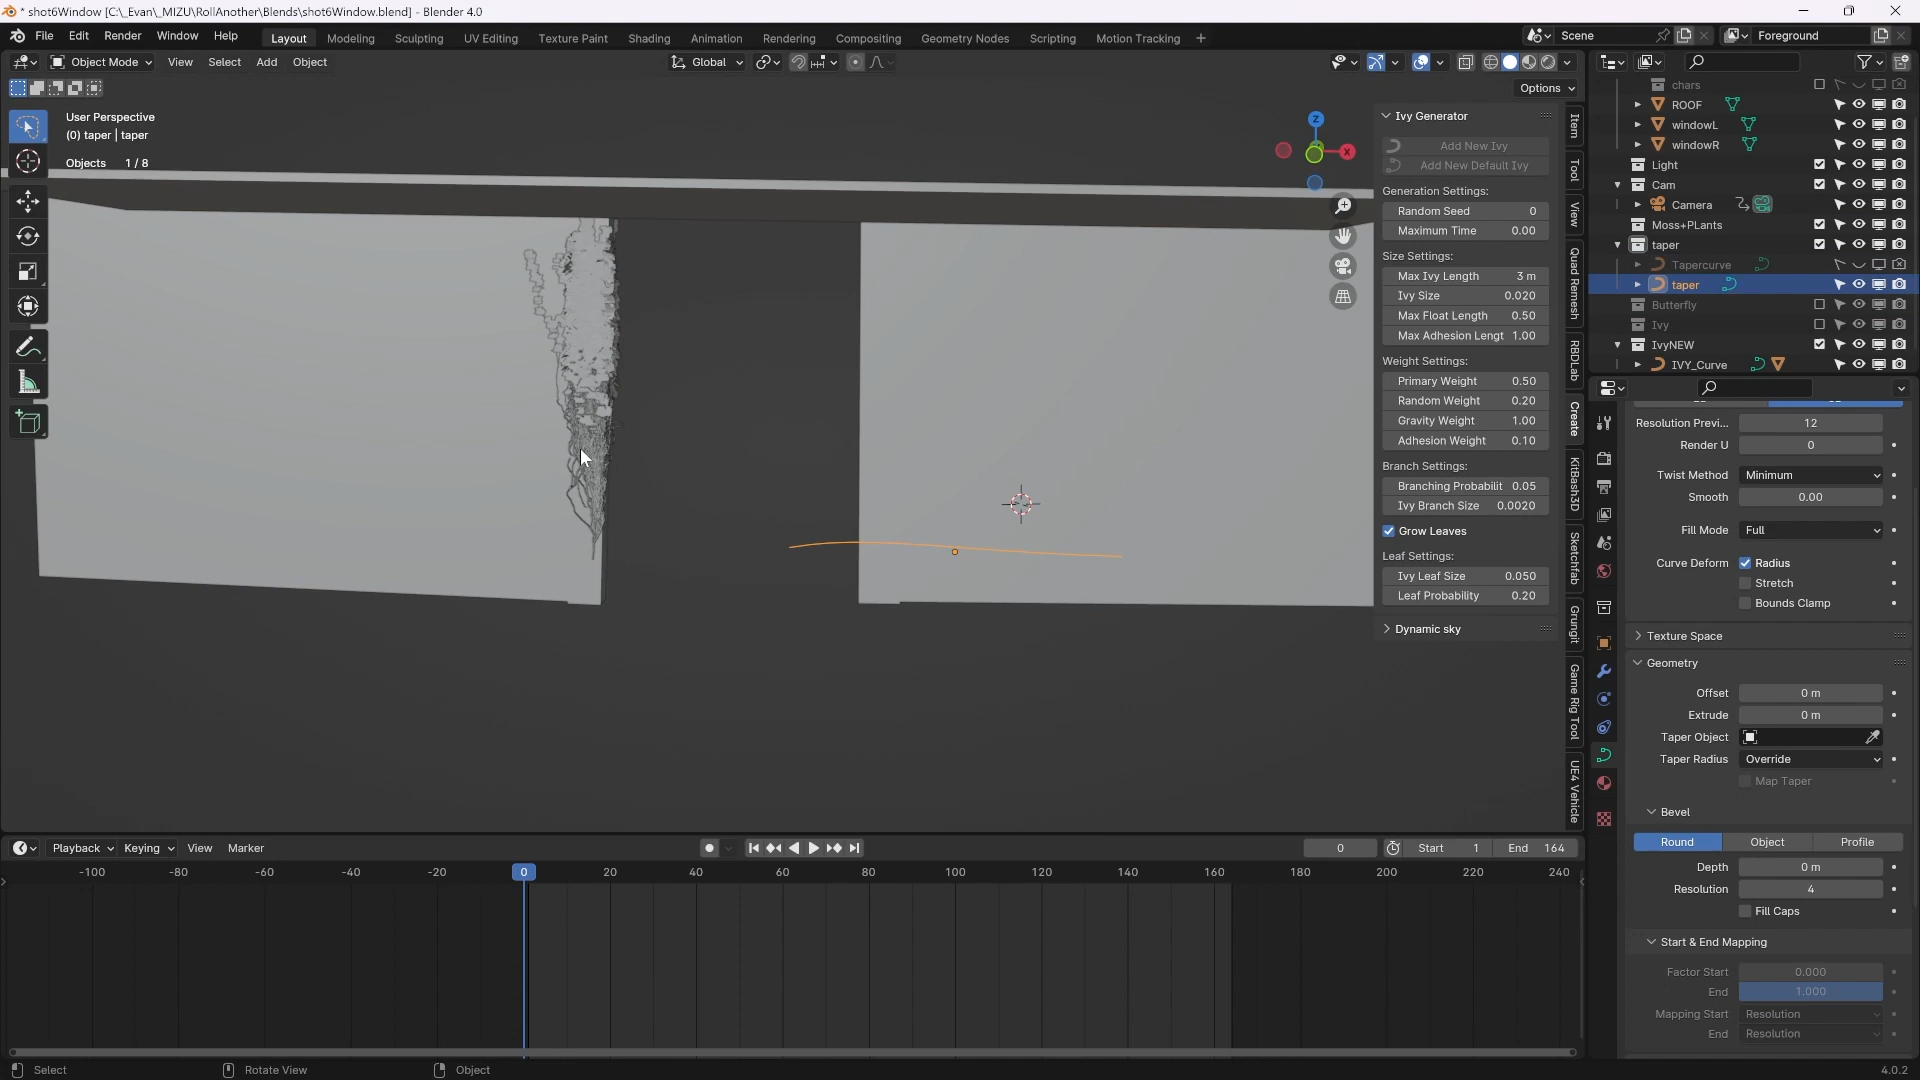 * shot6Window [C:\_Evan\_MIZU\RollAnother\Blends\shot6Window.blend] - Blender 4.0
File Edit Render Window Help Layout Modeling Sculpting UV Editing Texture Paint Shading Animation Rendering Compositing Geometry Nodes Scripting Motion Tracking + Scene Foreground
Object Mode View Select Add Object Global
Options
User Perspective
(0) taper | taper
Objects 1 / 8
Z
X
Ivy Generator
Add New Ivy
Add New Default Ivy
Generation Settings:
Random Seed 0
Maximum Time 0.00
Size Settings:
Max Ivy Length 3 m
Ivy Size 0.020
Max Float Length 0.50
Max Adhesion Lengt 1.00
Weight Settings:
Primary Weight 0.50
Random Weight 0.20
Gravity Weight 1.00
Adhesion Weight 0.10
Branch Settings:
Branching Probabilit 0.05
Ivy Branch Size 0.0020
Grow Leaves
Leaf Settings:
Ivy Leaf Size 0.050
Leaf Probability 0.20
Dynamic sky
Item
Tool
View
Quad Remesh
RBDLab
Create
KitBash3D
Sketchfab
Grungit
Game Rig Tool
UE4 Vehicle
chars
ROOF
windowL
windowR
Light
Cam
Camera
Moss+PLants
taper
Tapercurve
taper
Butterfly
Ivy
IvyNEW
IVY_Curve
Resolution Previ... 12
Render U 0
Twist Method Minimum
Smooth 0.00
Fill Mode Full
Curve Deform Radius
Stretch
Bounds Clamp
Texture Space
Geometry
Offset 0 m
Extrude 0 m
Taper Object
Taper Radius Override
Map Taper
Bevel
Round Object Profile
Depth 0 m
Resolution 4
Fill Caps
Start & End Mapping
Factor Start 0.000
End 1.000
Mapping Start Resolution
End Resolution
Playback Keying View Marker 0 Start 1 End 164
-100 -80 -60 -40 -20 0 20 40 60 80 100 120 140 160 180 200 220 240
Select Rotate View Object 4.0.2